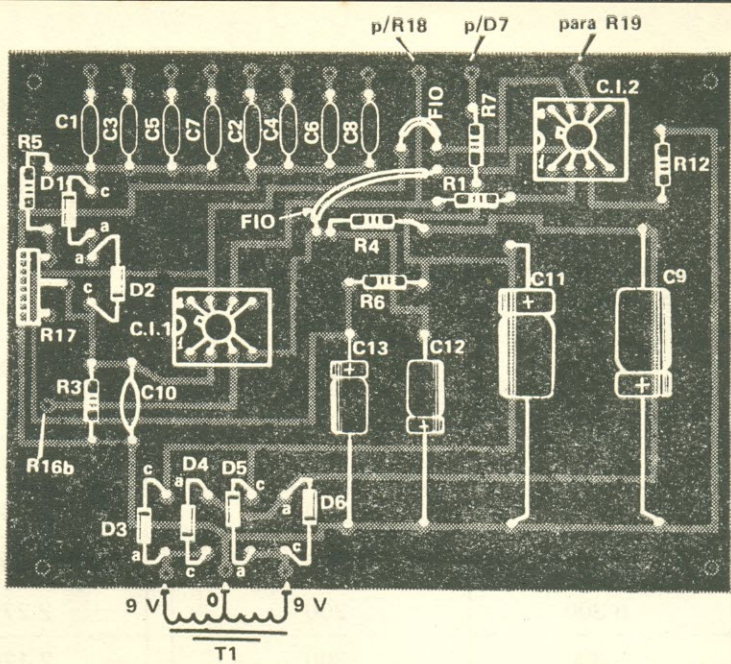 p/R18 p/D7 para R19
C1 C3 C5 C7 C2 C4 C6 C8
FIO
R7
C.I.2
1
R5
R12
D1
c
R1
FIO
R4
a
a
D2
c
R17
C.I.1
1
R6
C11
C9
+
C13
C12
+
+
+
R3
C10
R16b
c
D4
a
D5
c
a
D6
D3
a
c
a
c
9 V 0 9 V
T1